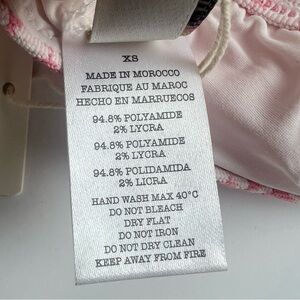 XS
MADE IN MOROCCO
FABRIQUE AU MAROC
HECHO EN MARRUECOS
94.8% POLYAMIDE
2% LYCRA
94.8% POLYAMIDE
2% LYCRA
94.8% POLIDAMIDA
2% LICRA
HAND WASH MAX 40°C
DO NOT BLEACH
DRY FLAT
DO NOT IRON
DO NOT DRY CLEAN
KEEP AWAY FROM FIRE